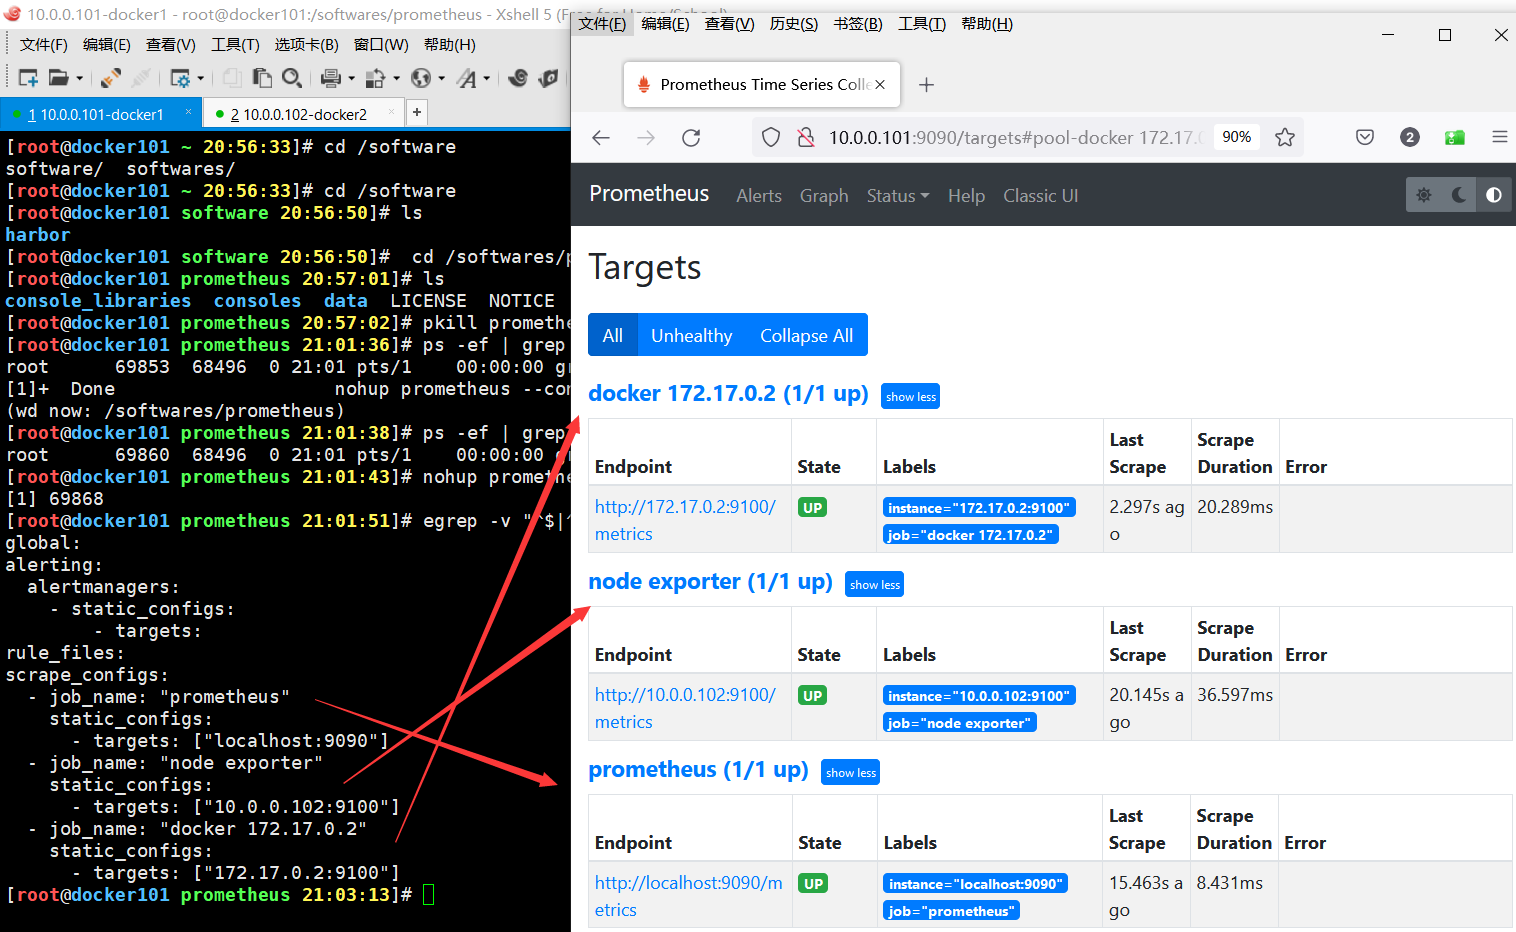 10.0.0.101-docker1 - root@docker101:/softwares/prometheus - Xshell 5 (Free for Home/School)
文件(F) 编辑(E) 查看(V) 工具(T) 选项卡(B) 窗口(W) 帮助(H)
1 10.0.0.101-docker1 × 2 10.0.0.102-docker2 × +
[root@docker101 ~ 20:56:33]# cd /software
software/ softwares/
[root@docker101 ~ 20:56:33]# cd /software
[root@docker101 software 20:56:50]# ls
harbor
[root@docker101 software 20:56:50]# cd /softwares/p
[root@docker101 prometheus 20:57:01]# ls
console_libraries consoles data LICENSE NOTICE
[root@docker101 prometheus 20:57:02]# pkill promethe
[root@docker101 prometheus 21:01:36]# ps -ef | grep
root 69853 68496 0 21:01 pts/1 00:00:00 gr
[1]+ Done nohup prometheus --con
(wd now: /softwares/prometheus)
[root@docker101 prometheus 21:01:38]# ps -ef | grep
root 69860 68496 0 21:01 pts/1 00:00:00 gr
[root@docker101 prometheus 21:01:43]# nohup promethe
[1] 69868
[root@docker101 prometheus 21:01:51]# egrep -v "^$|^
global:
alerting:
alertmanagers:
- static_configs:
- targets:
rule_files:
scrape_configs:
- job_name: "prometheus"
static_configs:
- targets: ["localhost:9090"]
- job_name: "node exporter"
static_configs:
- targets: ["10.0.0.102:9100"]
- job_name: "docker 172.17.0.2"
static_configs:
- targets: ["172.17.0.2:9100"]
[root@docker101 prometheus 21:03:13]#
文件(F) 编辑(E) 查看(V) 历史(S) 书签(B) 工具(T) 帮助(H)
Prometheus Time Series Colle
10.0.0.101:9090/targets#pool-docker 172.17.0 90% 2
Prometheus Alerts Graph Status Help Classic UI
Targets
All Unhealthy Collapse All
docker 172.17.0.2 (1/1 up) show less
Endpoint State Labels Last Scrape Scrape Duration Error
http://172.17.0.2:9100/ UP instance="172.17.0.2:9100" 2.297s ag 20.289ms
metrics job="docker 172.17.0.2" o
node exporter (1/1 up) show less
Endpoint State Labels Last Scrape Scrape Duration Error
http://10.0.0.102:9100/ UP instance="10.0.0.102:9100" 20.145s a 36.597ms
metrics job="node exporter" go
prometheus (1/1 up) show less
Endpoint State Labels Last Scrape Scrape Duration Error
http://localhost:9090/m UP instance="localhost:9090" 15.463s a 8.431ms
etrics job="prometheus" go